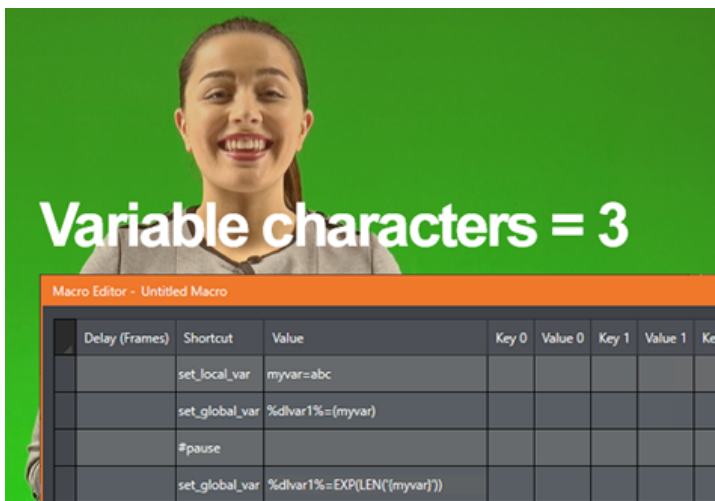 Variable characters = 3
Macro Editor - Untitled Macro
Delay (Frames) Shortcut Value Key 0 Value 0 Key 1 Value 1
set_local_var myvar=abc
set_global_var %dlvar1%={myvar}
#pause
set_global_var %dlvar1%=EXP(LEN('{myvar}'))